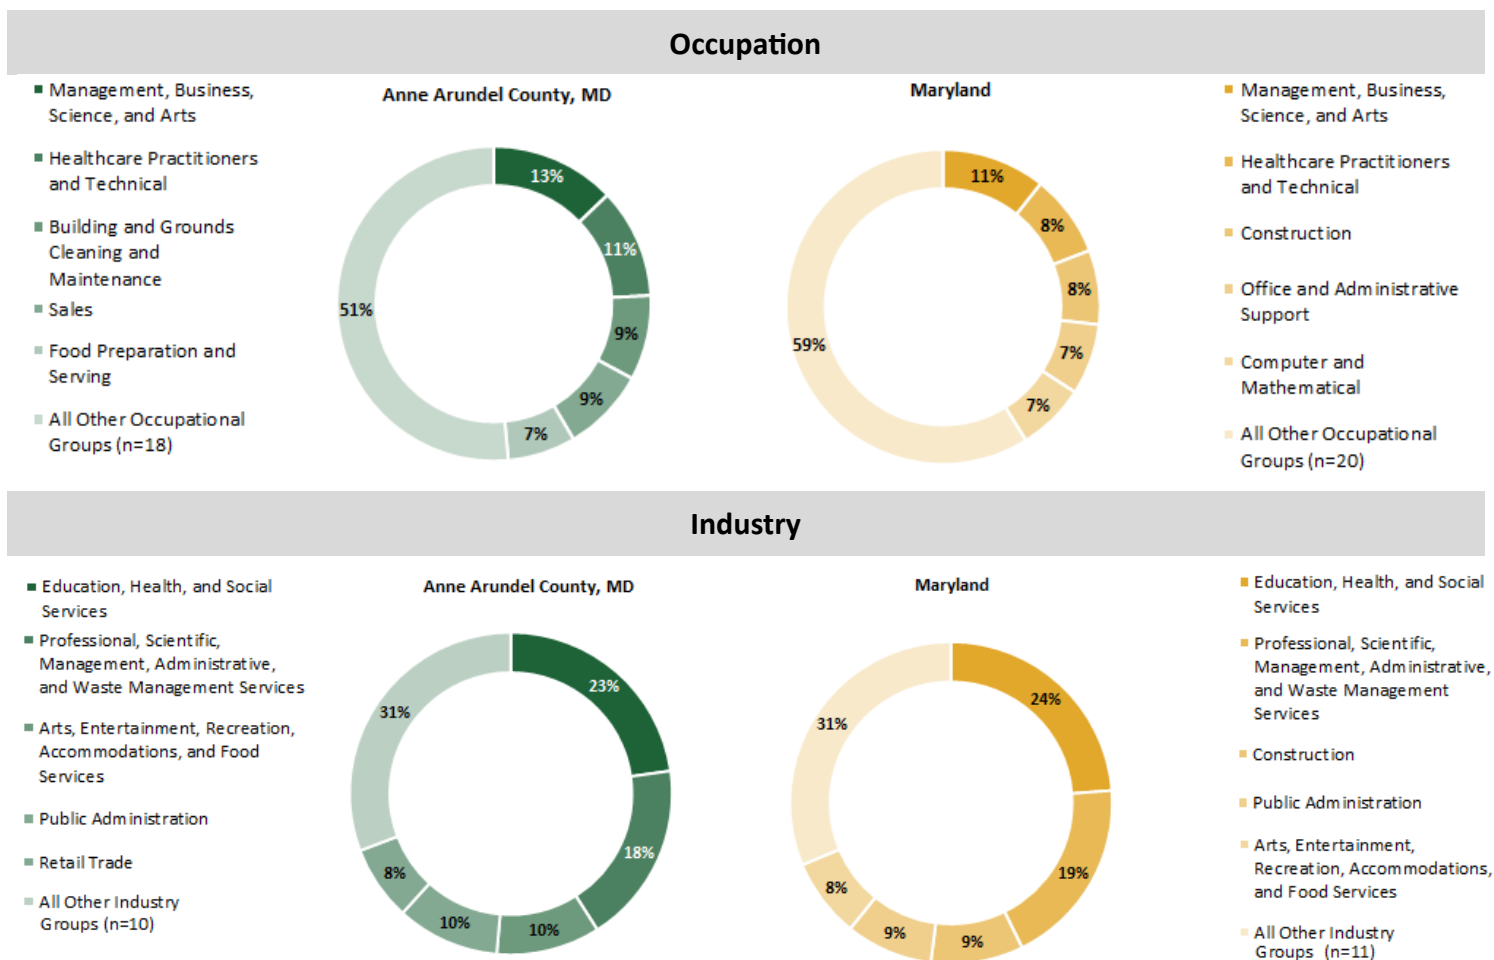 Occupation
Management, Business,
Science, and Arts
Healthcare Practitioners
and Technical
Building and Grounds
Cleaning and
Maintenance
Sales
Food Preparation and
Serving
All Other Occupational
Groups (n=18)
Anne Arundel County, MD
13%
11%
9%
9%
7%
51%
Maryland
11%
8%
8%
7%
7%
59%
Management, Business,
Science, and Arts
Healthcare Practitioners
and Technical
Construction
Office and Administrative
Support
Computer and
Mathematical
All Other Occupational
Groups (n=20)
Industry
Education, Health, and Social
Services
Professional, Scientific,
Management, Administrative,
and Waste Management Services
Arts, Entertainment, Recreation,
Accommodations, and Food
Services
Public Administration
Retail Trade
All Other Industry
Groups (n=10)
Anne Arundel County, MD
23%
18%
10%
10%
8%
31%
Maryland
24%
19%
9%
9%
8%
31%
Education, Health, and Social
Services
Professional, Scientific,
Management, Administrative,
and Waste Management
Services
Construction
Public Administration
Arts, Entertainment,
Recreation, Accommodations,
and Food Services
All Other Industry
Groups (n=11)